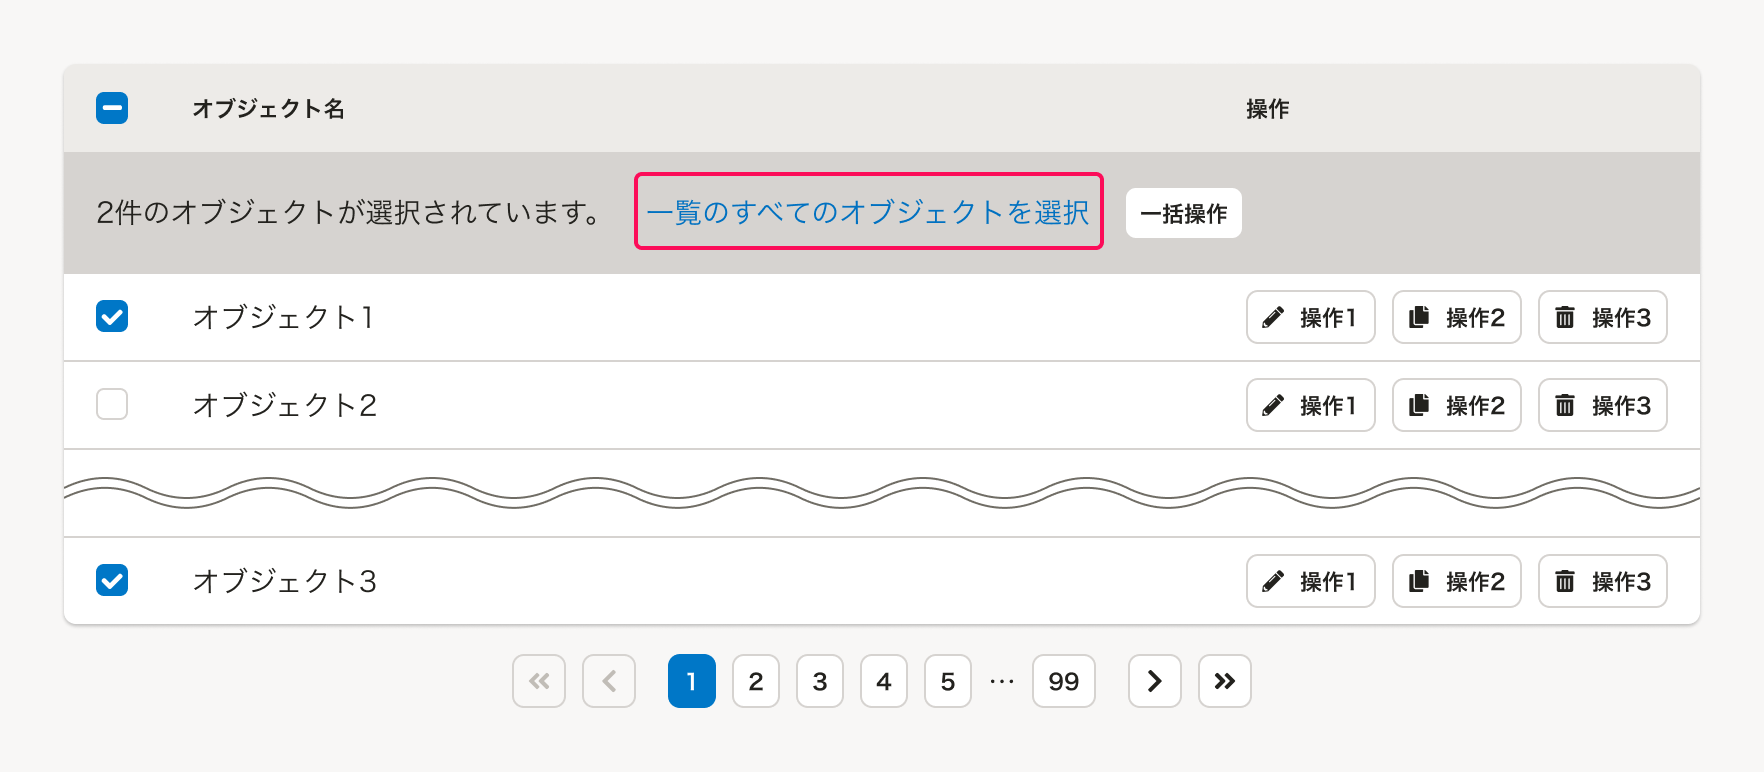 オブジェクト名 操作
2件のオブジェクトが選択されています。 一覧のすべてのオブジェクトを選択 一括操作
オブジェクト1 操作1 操作2 操作3
オブジェクト2 操作1 操作2 操作3
オブジェクト3 操作1 操作2 操作3
1 2 3 4 5 … 99